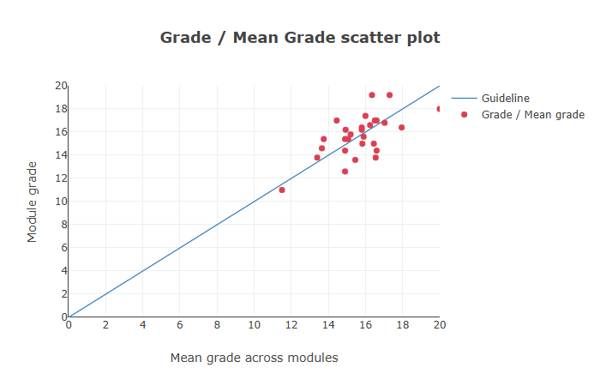 Grade / Mean Grade scatter plot
20
18
16
14
12
10
8
6
4
2
0
Module grade
0 2 4 6 8 10 12 14 16 18 20
Mean grade across modules
Guideline
Grade / Mean grade